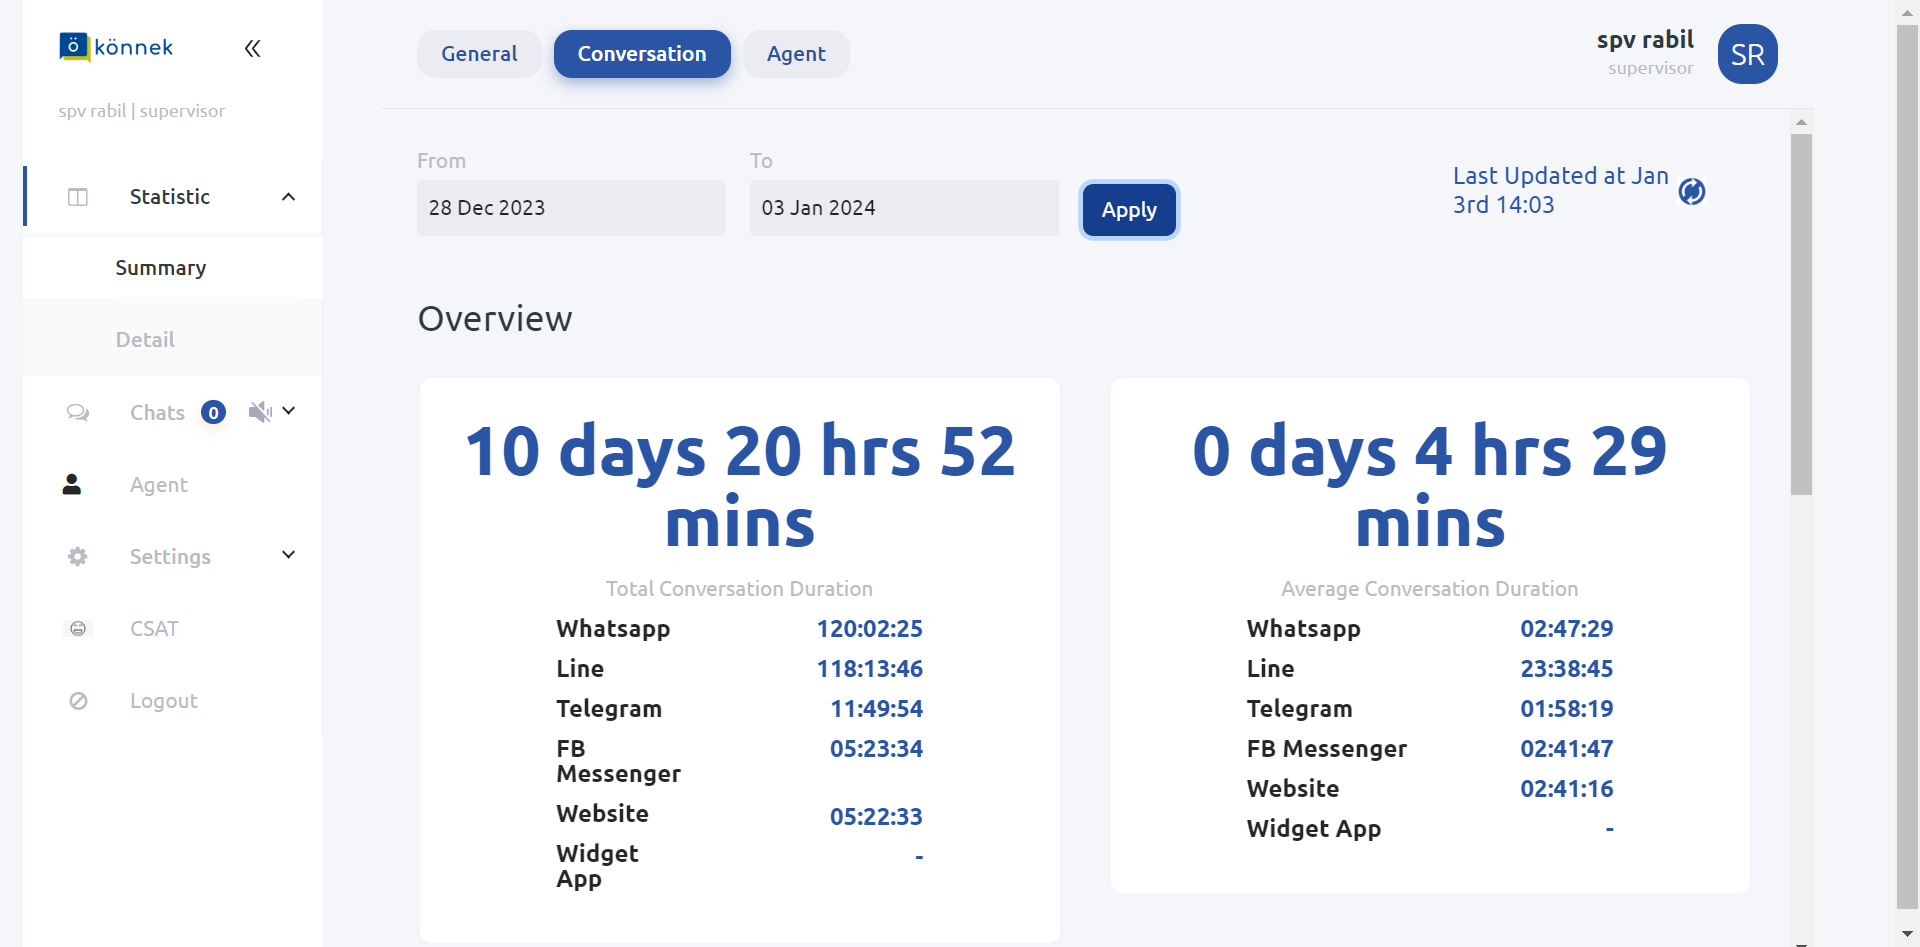 ö könnek
spv rabil | supervisor
Statistic
Summary
Detail
Chats 0
Agent
Settings
CSAT
Logout
General Conversation Agent
spv rabil
supervisor
SR
From
28 Dec 2023
To
03 Jan 2024
Apply
Last Updated at Jan
3rd 14:03
Overview
10 days 20 hrs 52
mins
Total Conversation Duration
Whatsapp 120:02:25
Line 118:13:46
Telegram 11:49:54
FB 05:23:34
Messenger
Website 05:22:33
Widget -
App
0 days 4 hrs 29
mins
Average Conversation Duration
Whatsapp 02:47:29
Line 23:38:45
Telegram 01:58:19
FB Messenger 02:41:47
Website 02:41:16
Widget App -